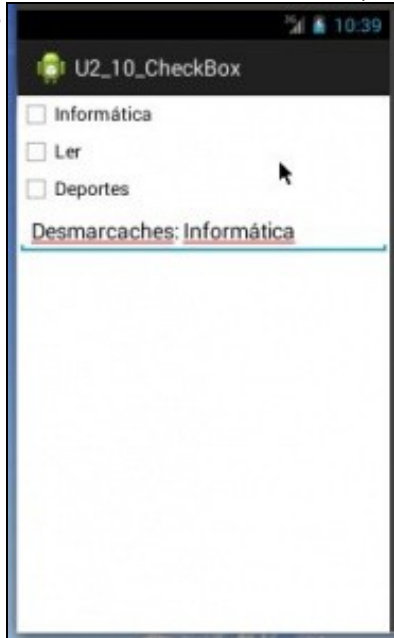 10:39
U2_10_CheckBox
Informática
Ler
Deportes
Desmarcaches: Informática